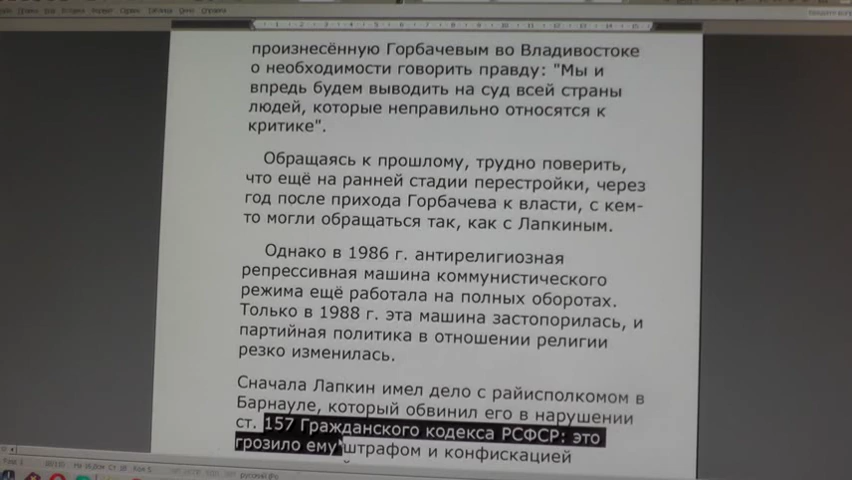 произнесённую Горбачевым во Владивостоке
о необходимости говорить правду: "Мы и
впредь будем выводить на суд всей страны
людей, которые неправильно относятся к
критике".
Обращаясь к прошлому, трудно поверить,
что ещё на ранней стадии перестройки, через
год после прихода Горбачева к власти, с кем-
то могли обращаться так, как с Лапкиным.
Однако в 1986 г. антирелигиозная
репрессивная машина коммунистического
режима ещё работала на полных оборотах.
Только в 1988 г. эта машина застопорилась, и
партийная политика в отношении религии
резко изменилась.
Сначала Лапкин имел дело с райисполкомом в
Барнауле, который обвинил его в нарушении
ст. 157 Гражданского кодекса РСФСР: это
грозило ему штрафом и конфискацией